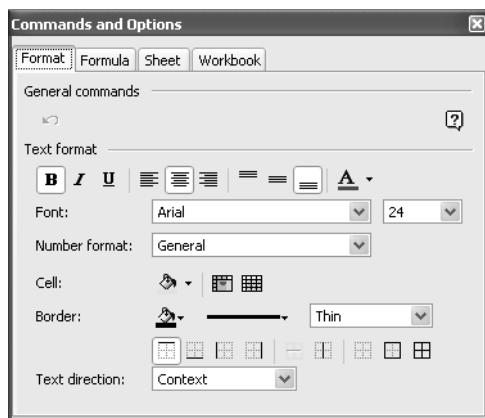 Commands and Options
Format Formula Sheet Workbook
General commands
Text format
B I U A
Font: Arial 24
Number format: General
Cell:
Border: Thin
Text direction: Context